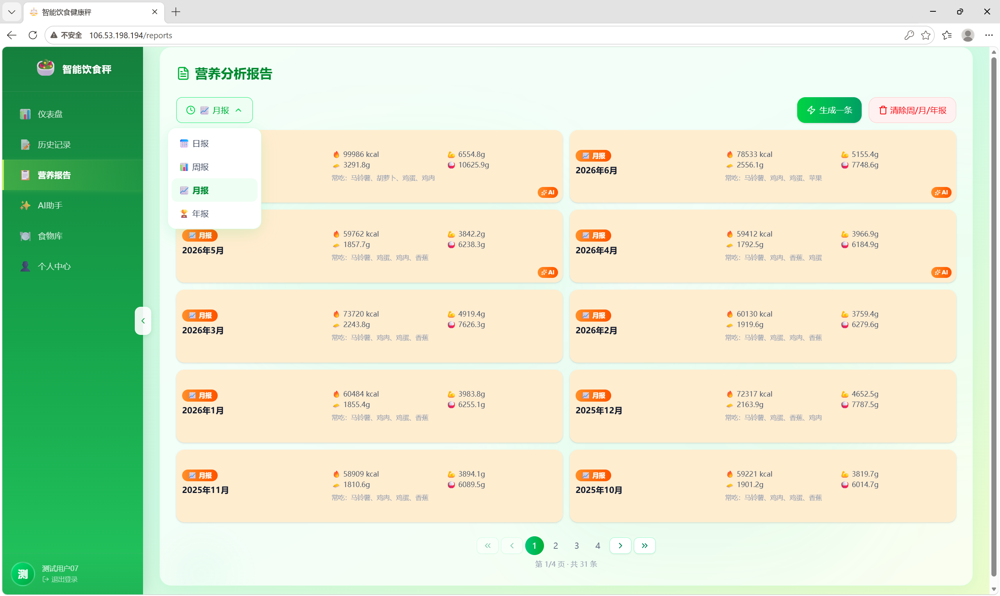 智能饮食健康秤
不安全 106.53.198.194/reports
智能饮食秤
仪表盘
历史记录
营养报告
AI助手
食物库
个人中心
测
测试用户07
退出登录
营养分析报告
月报
生成一条
清除周/月/年报
日报
周报
月报
年报
99986 kcal 6554.8g
3291.8g 10625.9g
常吃：马铃薯、胡萝卜、鸡蛋、鸡肉
AI
月报
2026年6月
78533 kcal 5155.4g
2556.1g 7748.6g
常吃：马铃薯、鸡肉、鸡蛋、苹果
AI
月报
2026年5月
59762 kcal 3842.2g
1857.7g 6238.3g
常吃：马铃薯、鸡蛋、鸡肉、香蕉
AI
月报
2026年4月
59412 kcal 3966.9g
1792.5g 6184.9g
常吃：马铃薯、鸡肉、香蕉、鸡蛋
AI
月报
2026年3月
73720 kcal 4919.4g
2243.8g 7626.3g
常吃：马铃薯、鸡肉、鸡蛋、香蕉
月报
2026年2月
60130 kcal 3759.4g
1919.6g 6279.6g
常吃：马铃薯、鸡蛋、鸡肉、香蕉
月报
2026年1月
60484 kcal 3983.8g
1855.4g 6255.1g
常吃：马铃薯、鸡肉、鸡蛋、香蕉
月报
2025年12月
72317 kcal 4652.5g
2163.9g 7787.5g
常吃：马铃薯、鸡蛋、香蕉、鸡肉
月报
2025年11月
58909 kcal 3894.1g
1810.6g 6089.5g
常吃：马铃薯、鸡肉、鸡蛋、香蕉
月报
2025年10月
59221 kcal 3819.7g
1901.2g 6014.7g
常吃：马铃薯、鸡肉、鸡蛋、香蕉
« ‹ 1 2 3 4 › »
第 1/4 页 · 共 31 条